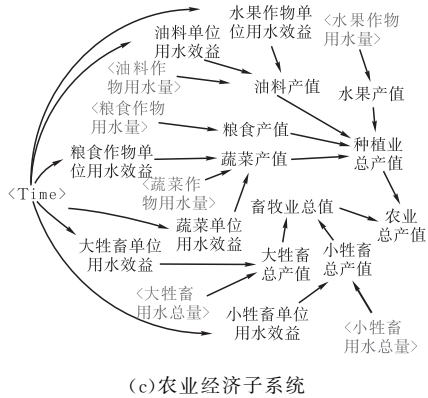 水果作物单
位用水效益
<水果作物
用水量>
油料单位
用水效益
<油料作
物用水量>
油料产值
水果产值
<粮食作物
用水量>
粮食产值
种植业
总产值
粮食作物单
位用水效益
蔬菜产值
<Time>
<蔬菜作
物用水量>
畜牧业总值
农业
总产值
蔬菜单位
用水效益
大牲畜单位
用水效益
大牲畜
总产值
小牲畜
总产值
<大牲畜
用水总量>
小牲畜单位
用水效益
<小牲畜
用水总量>
(c)农业经济子系统